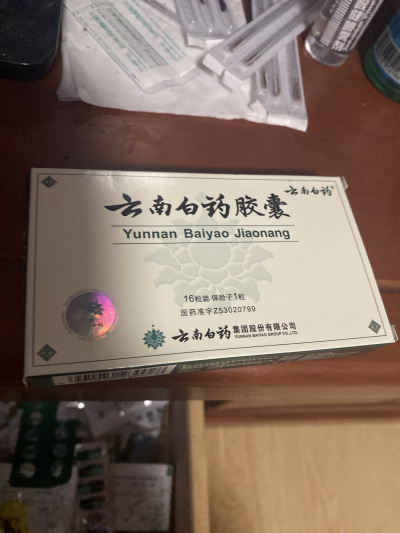 云南白药®
云南白药胶囊
Yunnan Baiyao Jiaonang
16粒装 保险子1粒
国药准字Z53020799
云南白药集团股份有限公司
YUNNAN BAIYAO GROUP CO.,LTD.